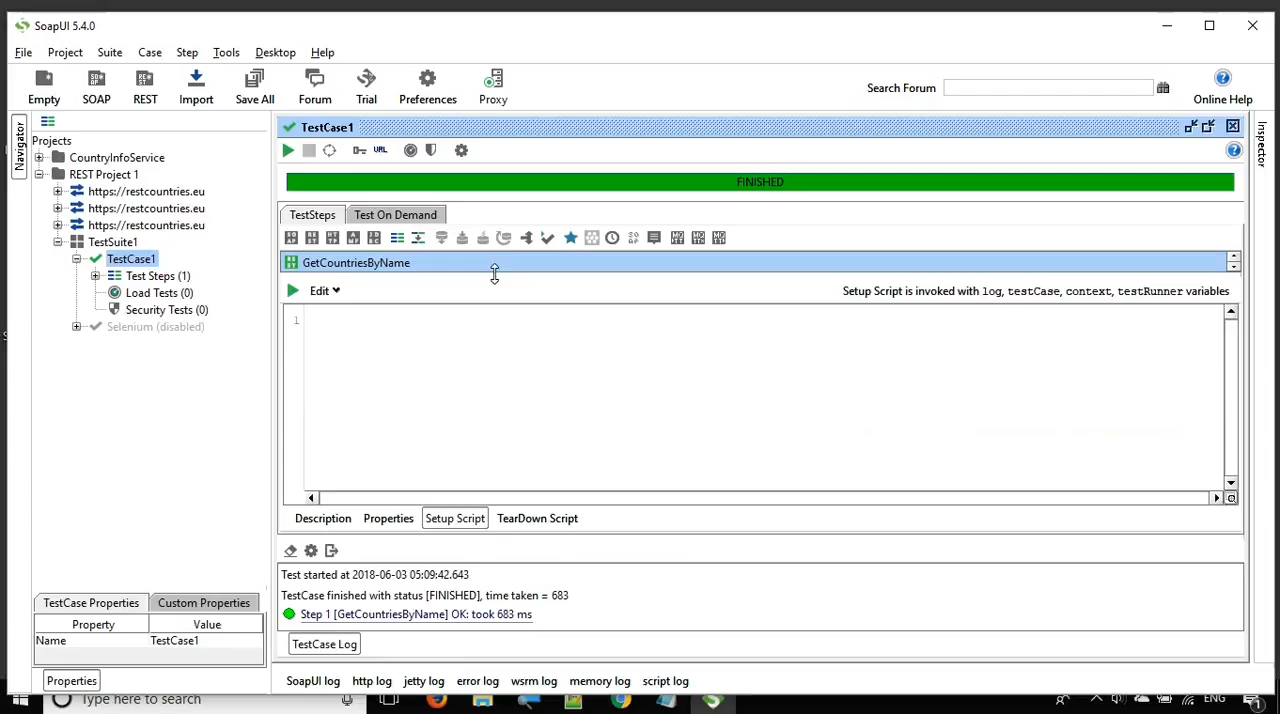 SoapUI 5.4.0
File Project Suite Case Step Tools Desktop Help
Empty SOAP REST Import Save All Forum Trial Preferences Proxy Search Forum Online Help
Navigator
Projects
CountryInfoService
REST Project 1
https://restcountries.eu
https://restcountries.eu
https://restcountries.eu
TestSuite1
TestCase1
Test Steps (1)
Load Tests (0)
Security Tests (0)
Selenium (disabled)
TestCase Properties Custom Properties
Property Value
Name TestCase1
Properties
TestCase1
URL
FINISHED
TestSteps Test On Demand
GetCountriesByName
Edit Setup Script is invoked with log, testCase, context, testRunner variables
1
Description Properties Setup Script TearDown Script
Test started at 2018-06-03 05:09:42.643
TestCase finished with status [FINISHED], time taken = 683
Step 1 [GetCountriesByName] OK: took 683 ms
TestCase Log
SoapUI log http log jetty log error log wsrm log memory log script log
Inspector
Type here to search
ENG
1